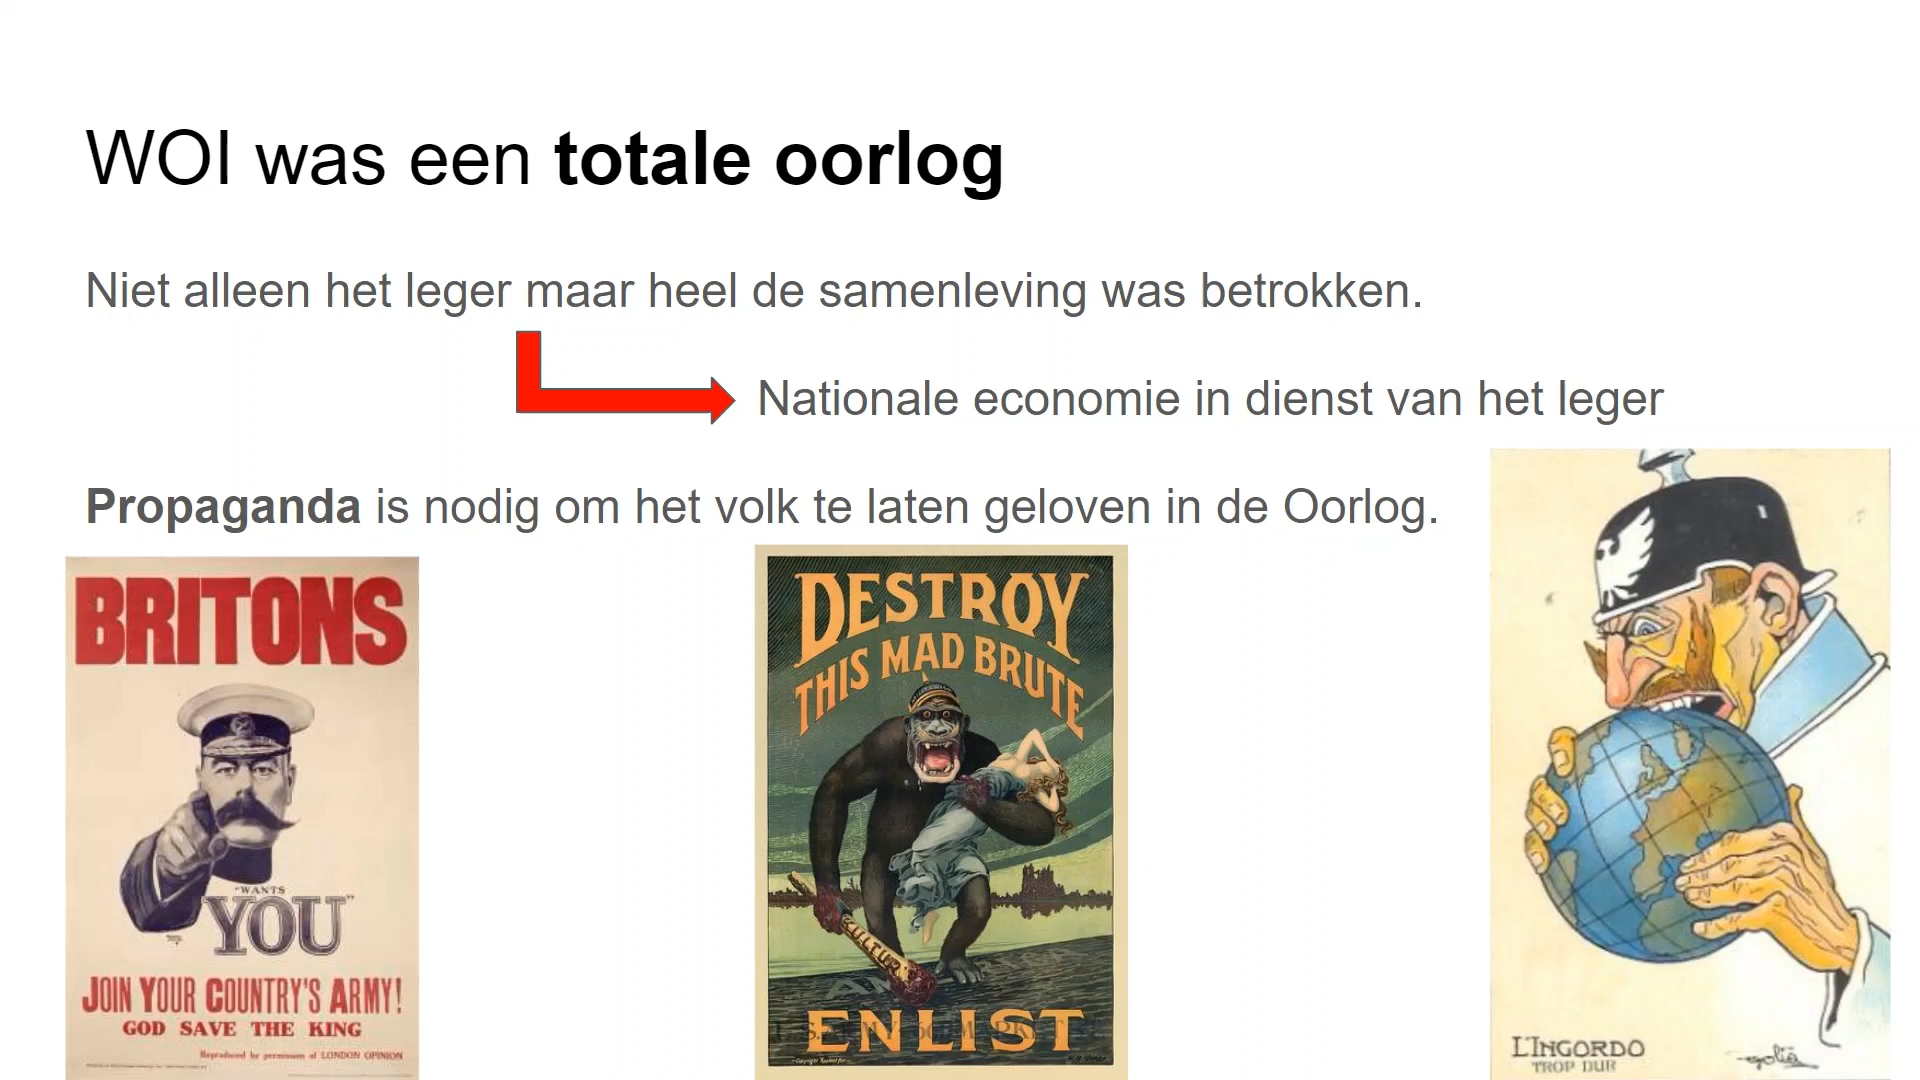 WOI was een totale oorlog
Niet alleen het leger maar heel de samenleving was betrokken.
Nationale economie in dienst van het leger
Propaganda is nodig om het volk te laten geloven in de Oorlog.
BRITONS
"WANTS
YOU"
JOIN YOUR COUNTRY'S ARMY!
GOD SAVE THE KING
Reproduced by permission of LONDON OPINION
DESTROY
THIS MAD BRUTE
KULTUR
ENLIST
L'INGORDO
TROP DUR
golia